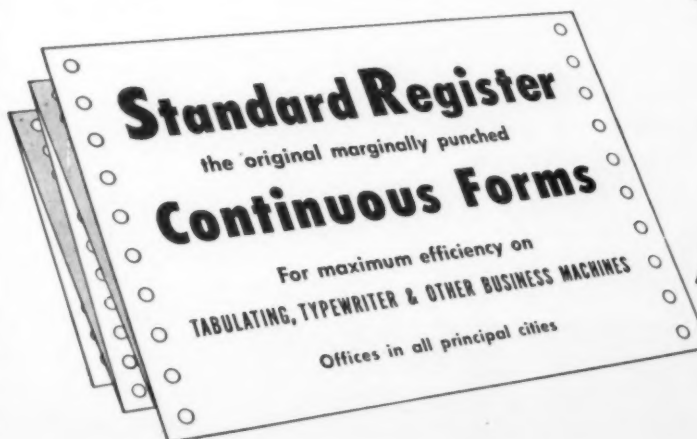 Standard Register
the original marginally punched
Continuous Forms
For maximum efficiency on
TABULATING, TYPEWRITER & OTHER BUSINESS MACHINES
Offices in all principal cities